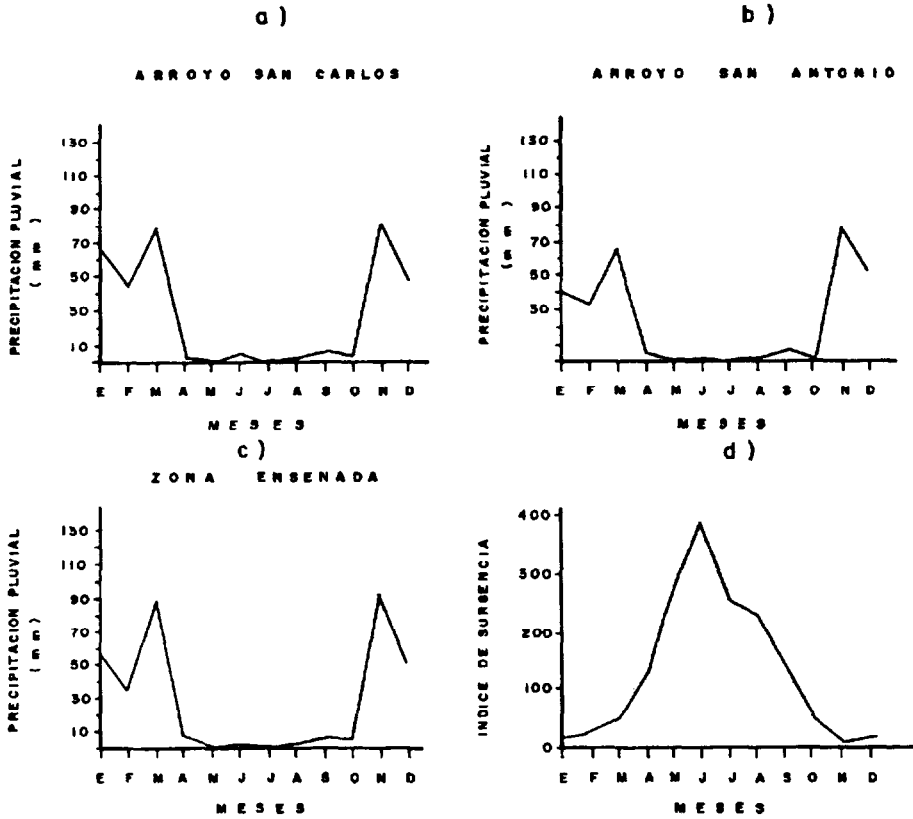 a)
ARROYO SAN CARLOS
PRECIPITACION PLUVIAL
(mm)
130
110
90
70
50
10
E F M A M J J A S O N D
MESES
b)
ARROYO SAN ANTONIO
PRECIPITACION PLUVIAL
(mm)
130
110
90
70
50
30
E F M A M J J A S O N D
MESES
c)
ZONA ENSENADA
PRECIPITACION PLUVIAL
(mm)
130
110
90
70
50
30
10
E F M A M J J A S O N D
MESES
d)
INDICE DE SURGENCIA
400
300
200
100
0
E F M A M J J A S O N D
MESES